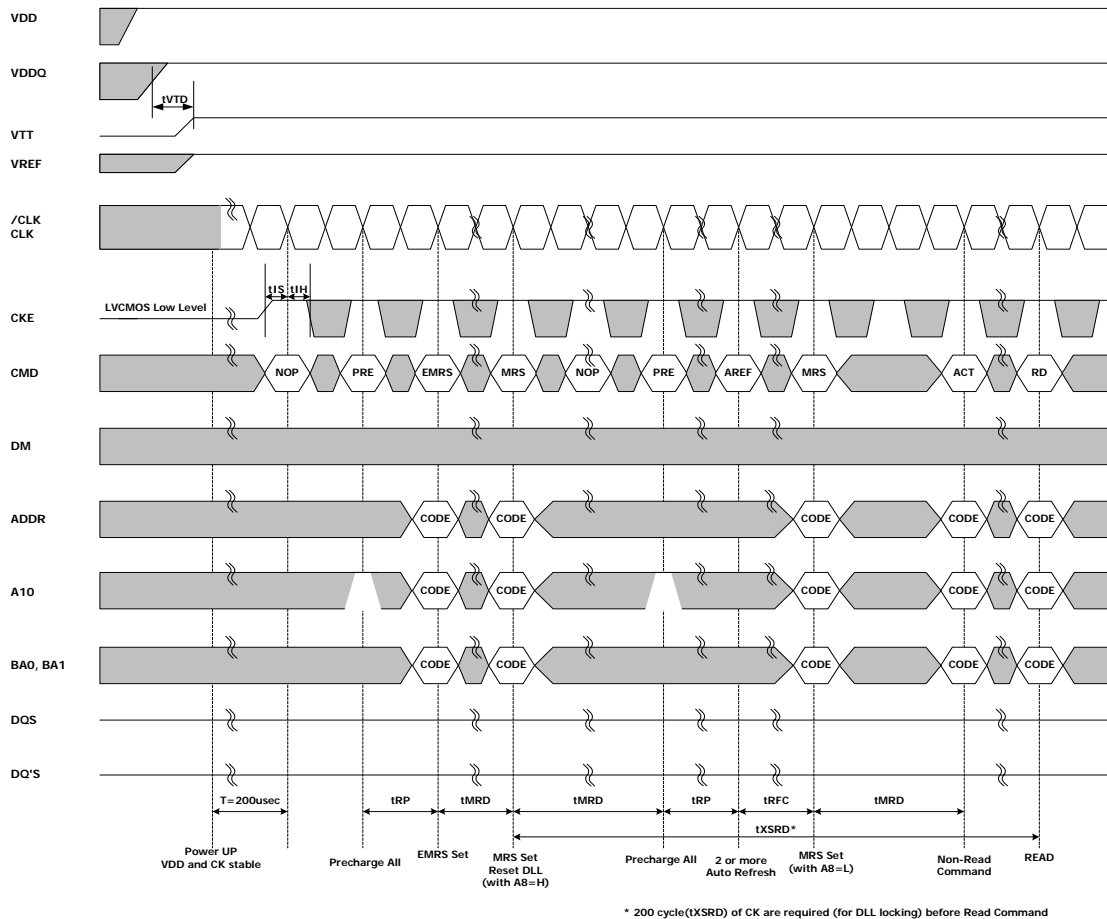 VDD
VDDQ
tVTD
VTT
VREF
/CLK
CLK
tIS tIH
CKE
LVCMOS Low Level
CMD NOP PRE EMRS MRS NOP PRE AREF MRS ACT RD
DM
ADDR CODE CODE CODE CODE CODE
A10 CODE CODE CODE CODE CODE
BA0, BA1 CODE CODE CODE CODE CODE
DQS
DQ'S
T=200usec tRP tMRD tMRD tRP tRFC tMRD
tXSRD*
Power UP
VDD and CK stable
Precharge All
EMRS Set
MRS Set
Reset DLL
(with A8=H)
Precharge All
2 or more
Auto Refresh
MRS Set
(with A8=L)
Non-Read
Command
READ
* 200 cycle(tXSRD) of CK are required (for DLL locking) before Read Command